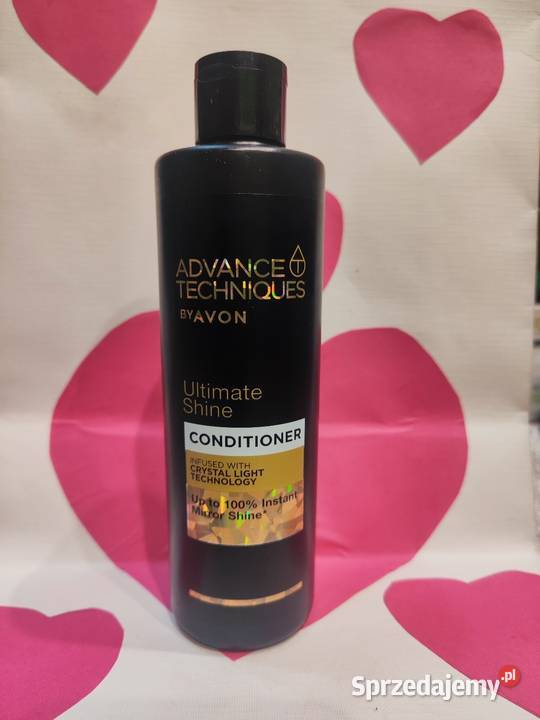 ADVANCE T
TECHNIQUES
BY AVON
Ultimate
Shine
CONDITIONER
INFUSED WITH
CRYSTAL LIGHT
TECHNOLOGY
Up to 100% Instant
Mirror Shine*
Sprzedajemy.pl